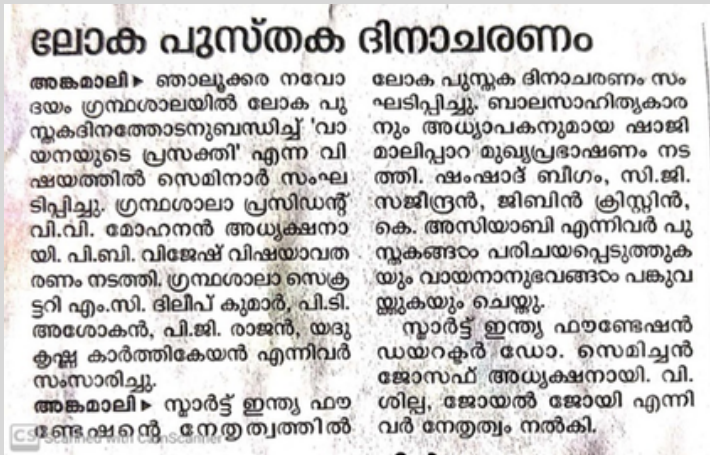 ലോക പുസ്തക ദിനാചരണം
അങ്കമാലി ▸ ഞാലൂക്കര നവോ
ദയം ഗ്രന്ഥശാലയിൽ ലോക പു
സ്തകദിനത്തോടനുബന്ധിച്ച് 'വാ
യനയുടെ പ്രസക്തി' എന്ന വി
ഷയത്തിൽ സെമിനാർ സംഘ
ടിപ്പിച്ചു. ഗ്രന്ഥശാലാ പ്രസിഡന്റ്
വി.വി. മോഹനൻ അധ്യക്ഷനാ
യി. പി.ബി. വിജേഷ് വിഷയാവത
രണം നടത്തി. ഗ്രന്ഥശാലാ സെക്ര
ട്ടറി എം.സി. ദിലീപ് കുമാർ, പി.ടി.
അശോകൻ, പി.ജി. രാജൻ, യദു
കൃഷ്ണ കാർത്തികേയൻ എന്നിവർ
സംസാരിച്ചു.
അങ്കമാലി ▸ സ്മാർട്ട് ഇന്ത്യ ഫൗ
ണ്ടേഷന്റെ നേതൃത്വത്തിൽ
ലോക പുസ്തക ദിനാചരണം സം
ഘടിപ്പിച്ചു. ബാലസാഹിത്യകാര
നും അധ്യാപകനുമായ ഷാജി
മാലിപ്പാറ മുഖ്യപ്രഭാഷണം നട
ത്തി. ഷംഷാദ് ബീഗം, സി.ജി.
സജീന്ദ്രൻ, ജിബിൻ ക്രിസ്റ്റിൻ,
കെ. അസിയാബി എന്നിവർ പു
സ്തകങ്ങൾ പരിചയപ്പെടുത്തുക
യും വായനാനുഭവങ്ങൾ പങ്കുവ
യ്ക്കുകയും ചെയ്തു.
സ്മാർട്ട് ഇന്ത്യ ഫൗണ്ടേഷൻ
ഡയറക്ടർ ഡോ. സെമിച്ചൻ
ജോസഫ് അധ്യക്ഷനായി. വി.
ശില്പ, ജോയൽ ജോയി എന്നി
വർ നേതൃത്വം നൽകി.
CS Scanned with CamScanner